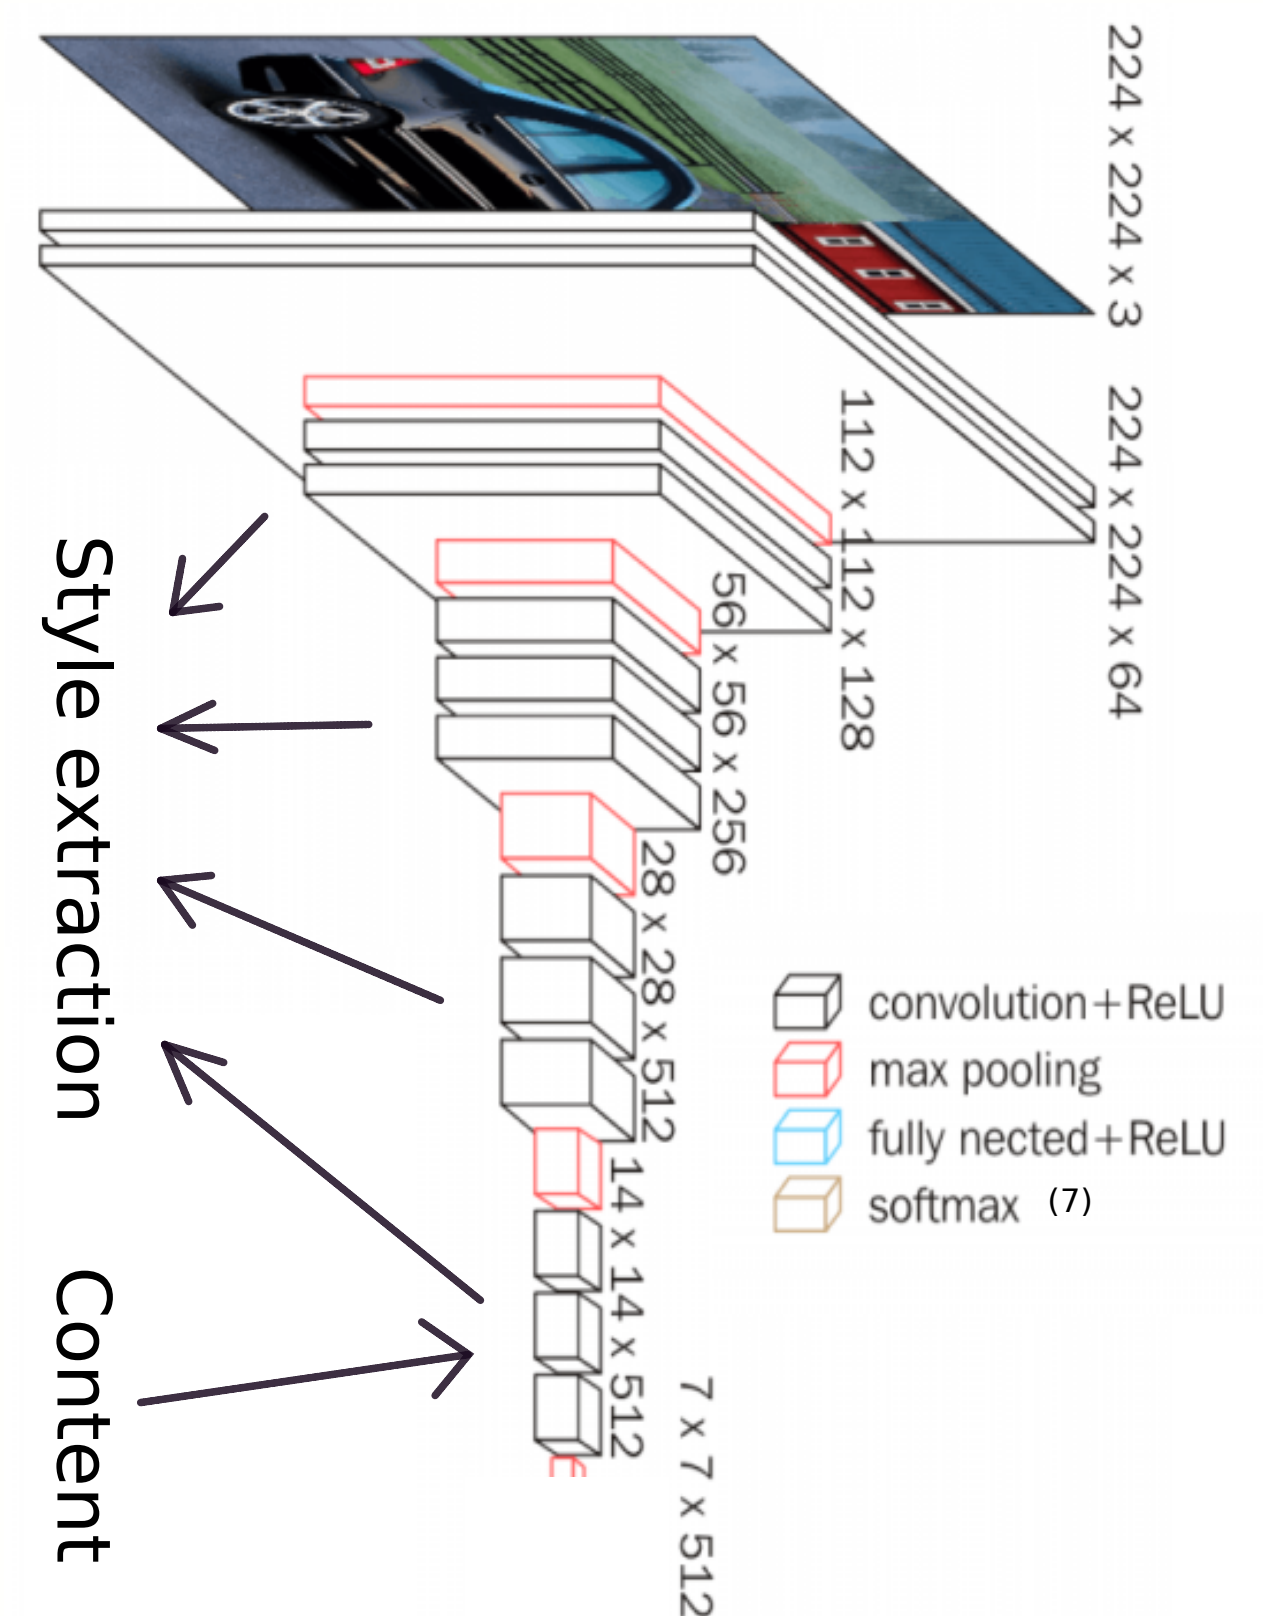 224 x 224 x 3
224 x 224 x 64
112 x 112 x 128
56 x 56 x 256
28 x 28 x 512
14 x 14 x 512
7 x 7 x 512
convolution+ReLU
max pooling
fully nected+ReLU
softmax (7)
Style extraction
Content